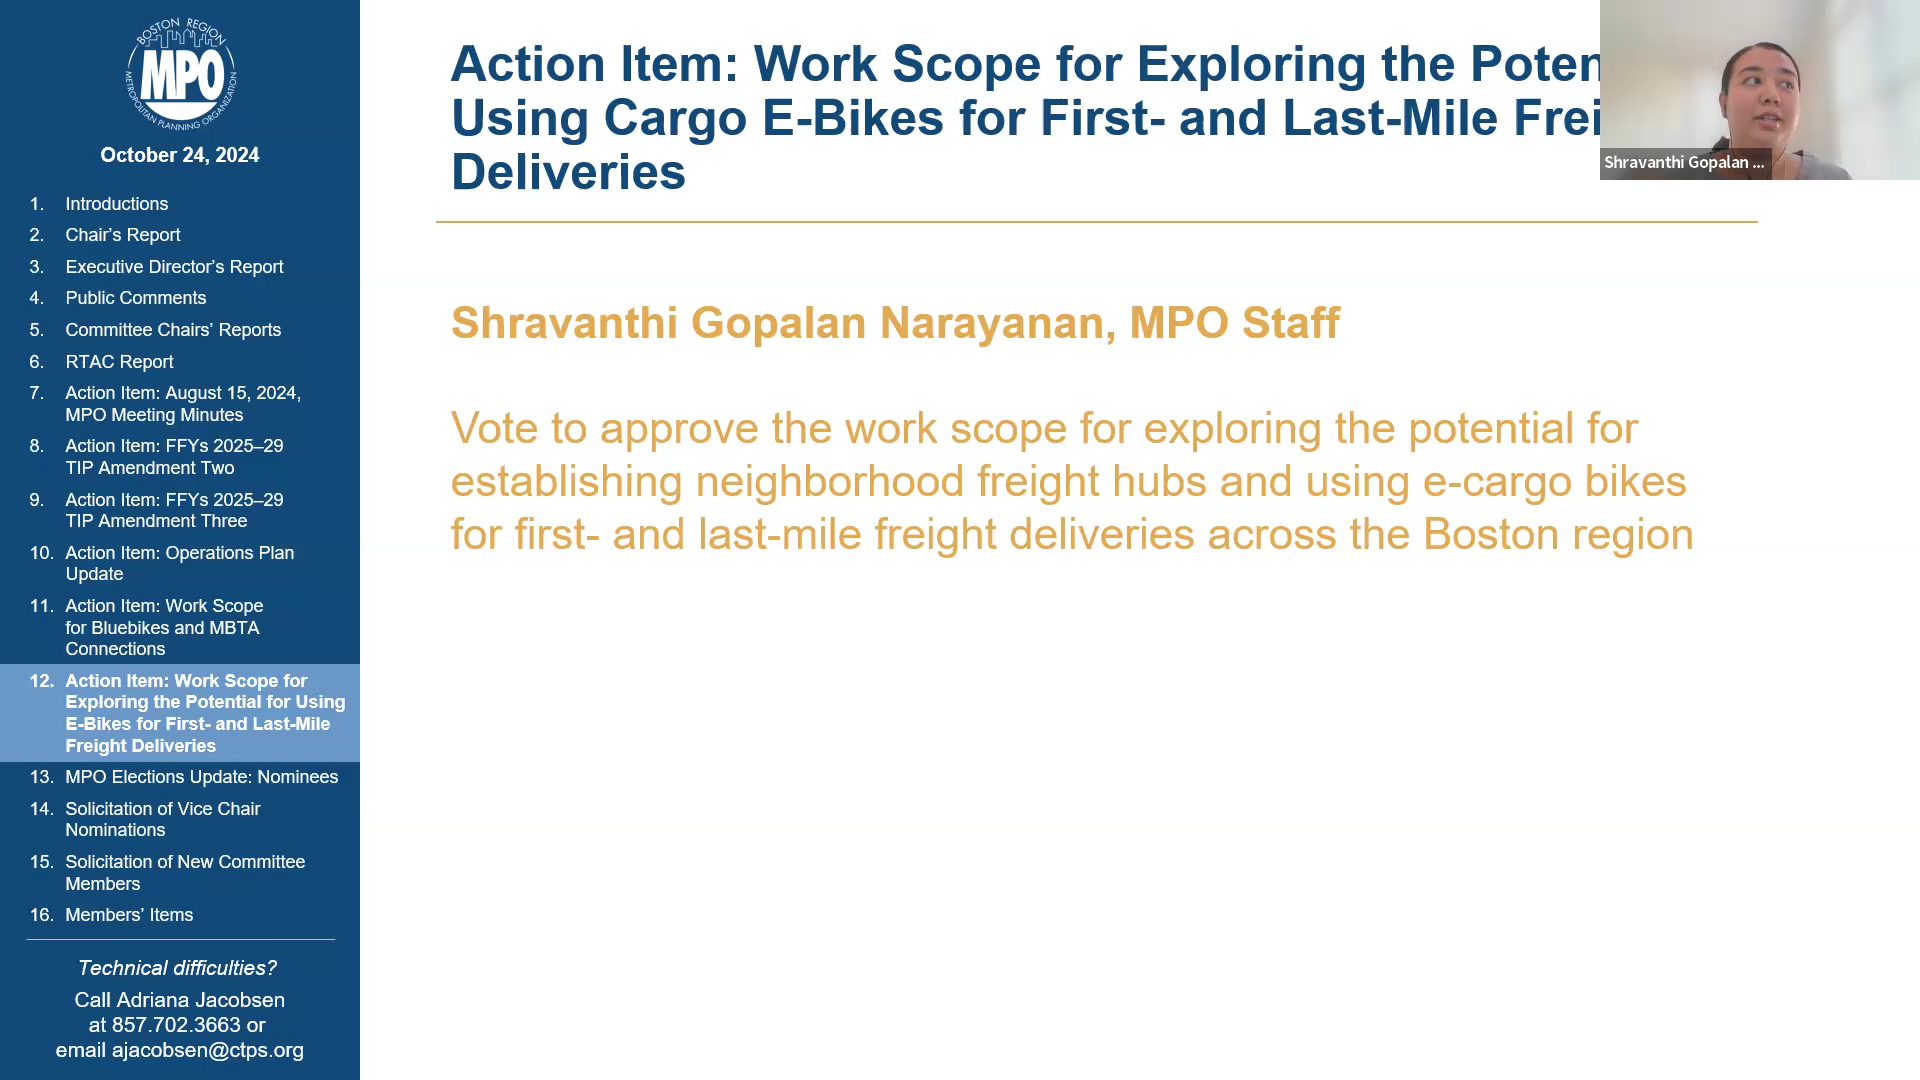 BOSTON REGION
MPO
METROPOLITAN PLANNING ORGANIZATION
October 24, 2024
1. Introductions
2. Chair’s Report
3. Executive Director’s Report
4. Public Comments
5. Committee Chairs’ Reports
6. RTAC Report
7. Action Item: August 15, 2024,
MPO Meeting Minutes
8. Action Item: FFYs 2025–29
TIP Amendment Two
9. Action Item: FFYs 2025–29
TIP Amendment Three
10. Action Item: Operations Plan
Update
11. Action Item: Work Scope
for Bluebikes and MBTA
Connections
12. Action Item: Work Scope for
Exploring the Potential for Using
E-Bikes for First- and Last-Mile
Freight Deliveries
13. MPO Elections Update: Nominees
14. Solicitation of Vice Chair
Nominations
15. Solicitation of New Committee
Members
16. Members’ Items
Technical difficulties?
Call Adriana Jacobsen
at 857.702.3663 or
email ajacobsen@ctps.org
Action Item: Work Scope for Exploring the Poten
Using Cargo E-Bikes for First- and Last-Mile Frei
Deliveries
Shravanthi Gopalan Narayanan, MPO Staff
Vote to approve the work scope for exploring the potential for
establishing neighborhood freight hubs and using e-cargo bikes
for first- and last-mile freight deliveries across the Boston region
Shravanthi Gopalan ...